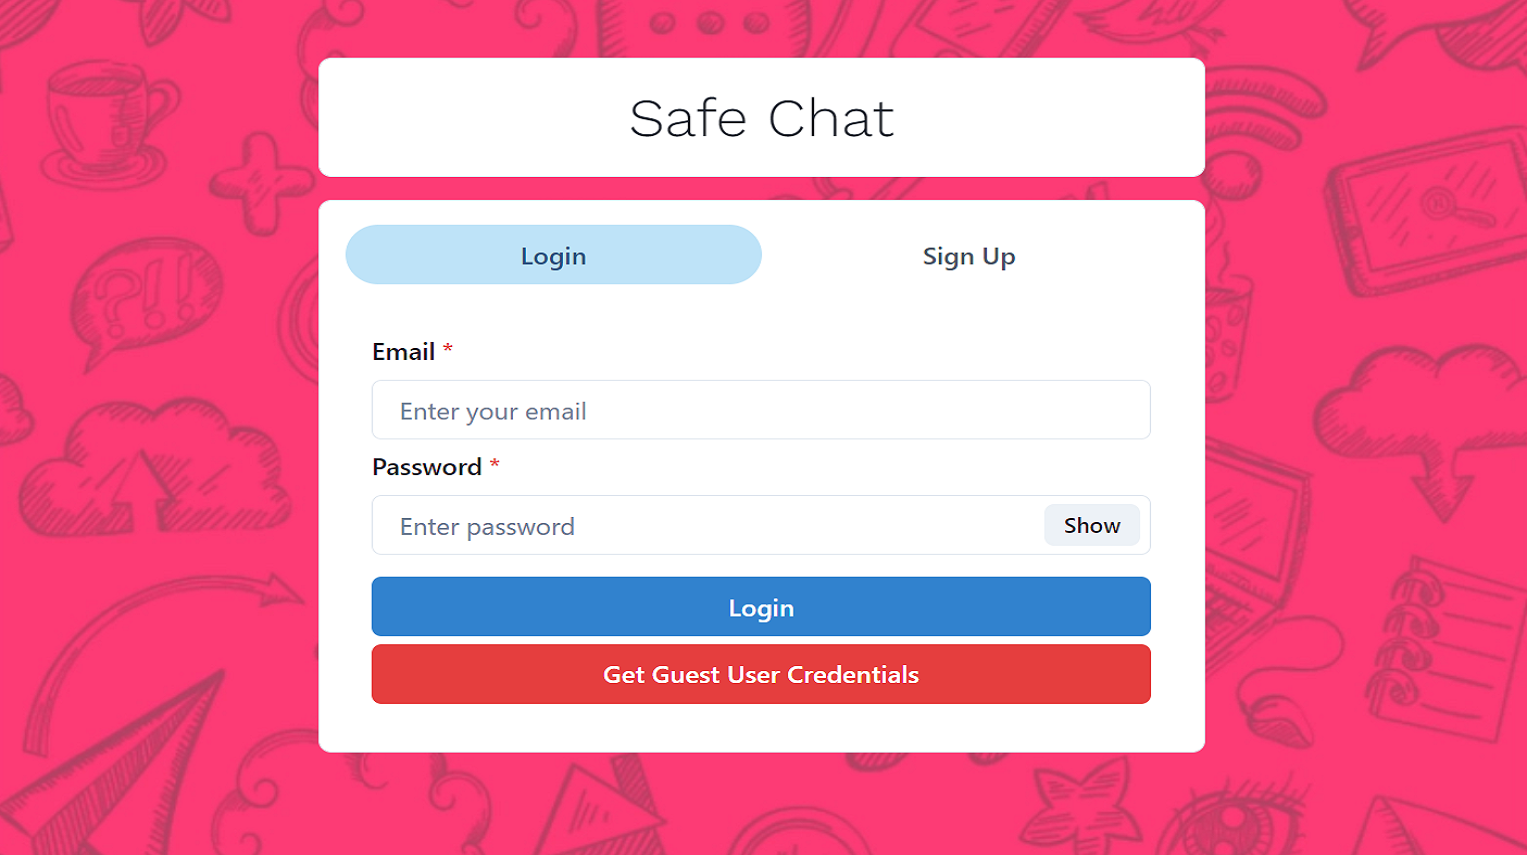 Safe Chat
Login
Sign Up
Email *
Enter your email
Password *
Enter password
Show
Login
Get Guest User Credentials
?!!